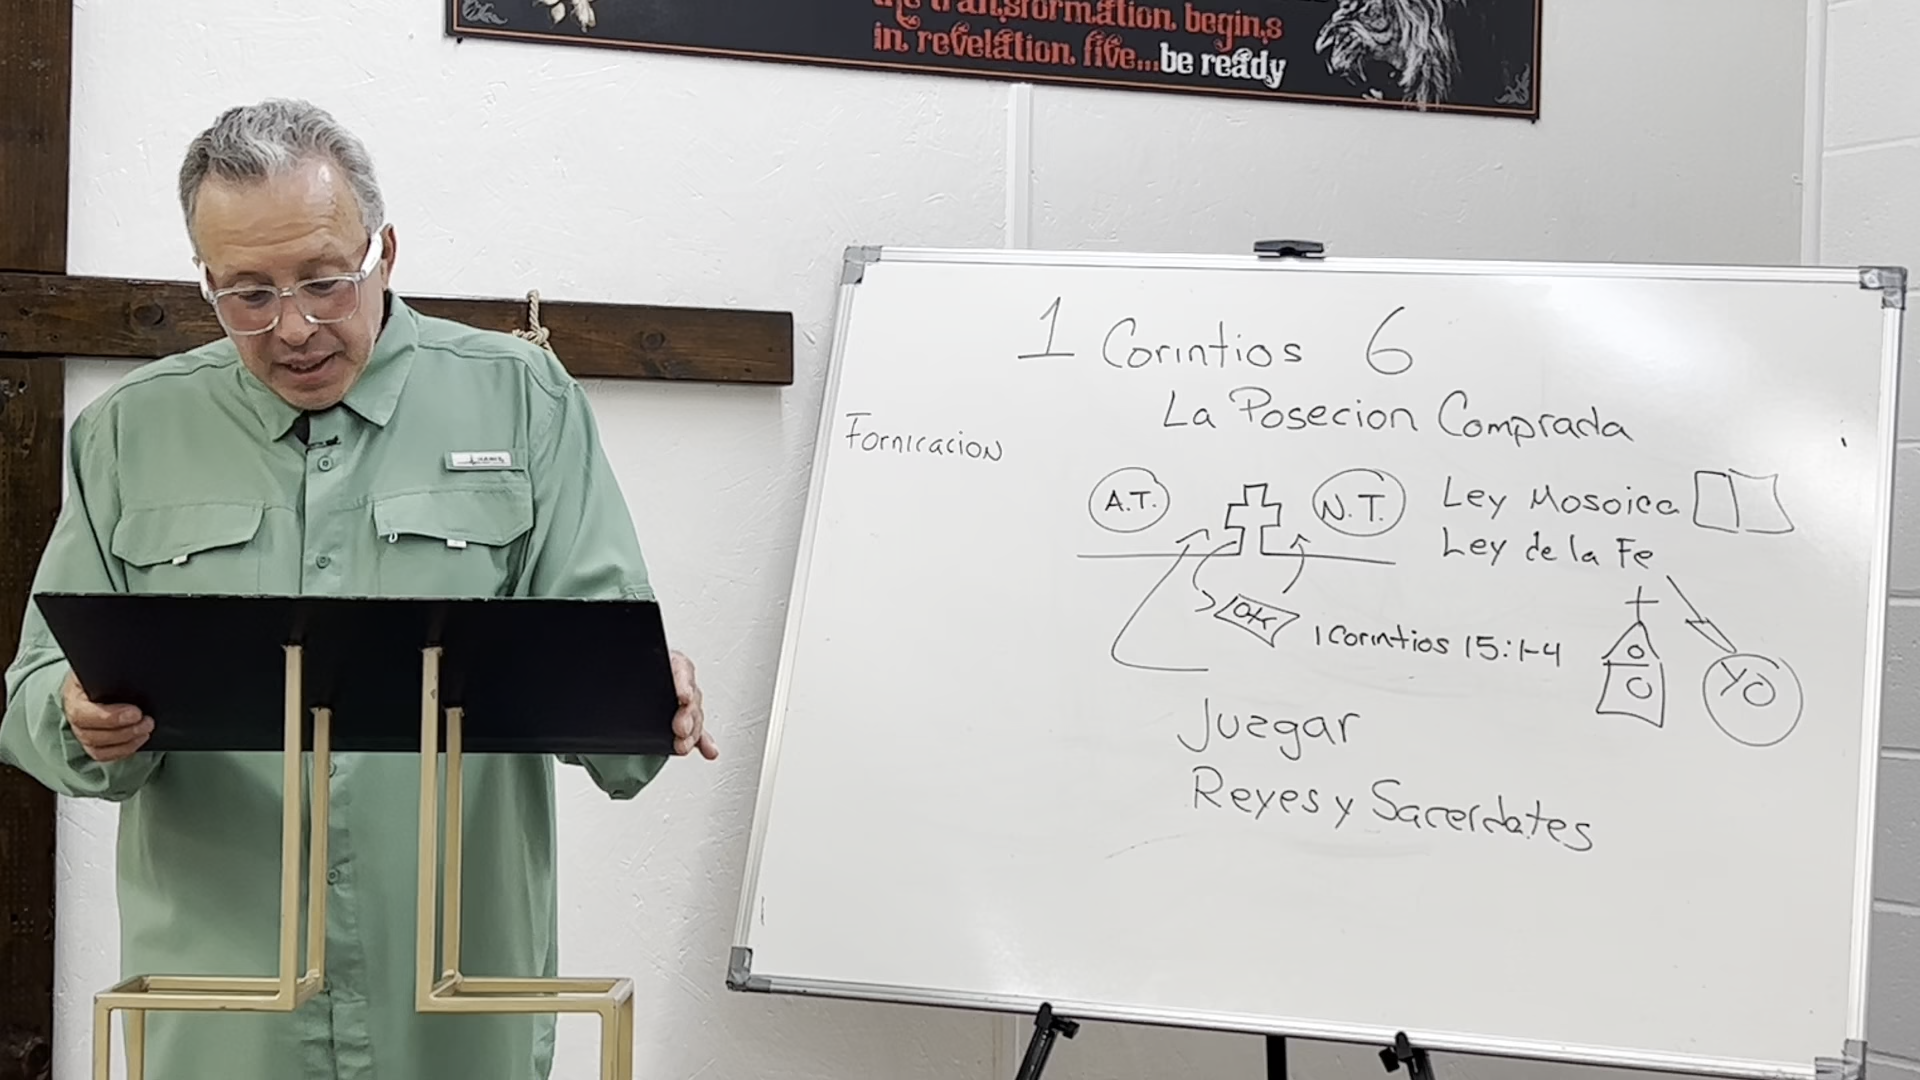 the transformation begins
in revelation five...be ready
1 Corintios 6
La Posecion Comprada
Fornicacion
A.T.
N.T.
Ley Mosoica
Ley de la Fe
1 Corintios 15:1-4
YO
Juzgar
Reyes y Sacerdotes